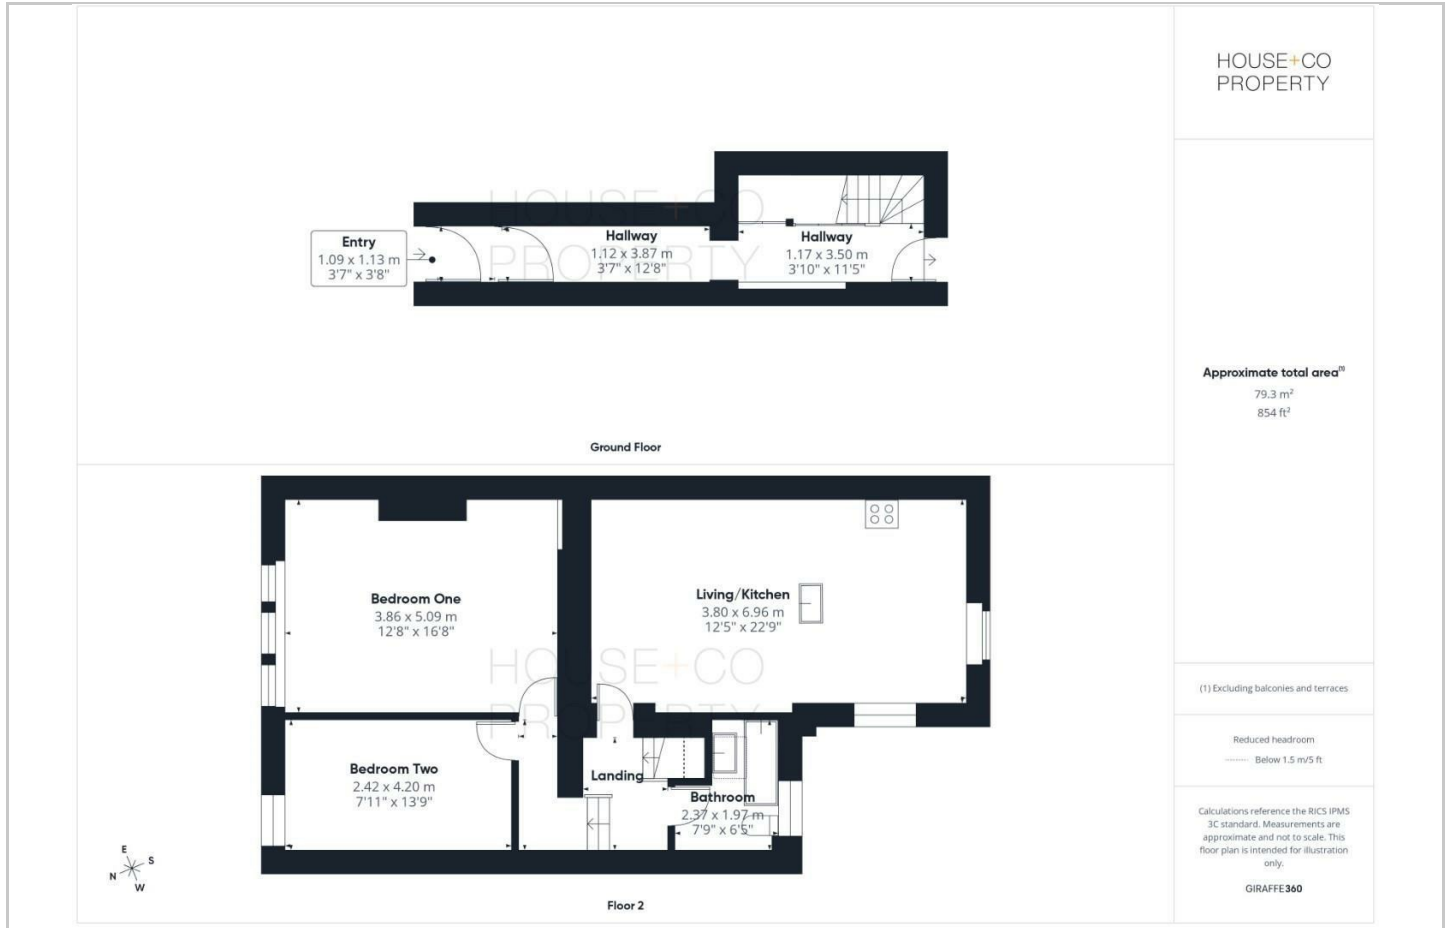 HOUSE+CO
PROPERTY
HOUSE+CO
PROPERTY
Entry
1.09 x 1.13 m
3'7" x 3'8"
Hallway
1.12 x 3.87 m
3'7" x 12'8"
Hallway
1.17 x 3.50 m
3'10" x 11'5"
Ground Floor
Approximate total area(1)
79.3 m²
854 ft²
Bedroom One
3.86 x 5.09 m
12'8" x 16'8"
Living/Kitchen
3.80 x 6.96 m
12'5" x 22'9"
HOUSE+CO
PROPERTY
Bedroom Two
2.42 x 4.20 m
7'11" x 13'9"
Landing
Bathroom
2.37 x 1.97 m
7'9" x 6'5"
E
S
N
W
Floor 2
(1) Excluding balconies and terraces
Reduced headroom
Below 1.5 m/5 ft
Calculations reference the RICS IPMS
3C standard. Measurements are
approximate and not to scale. This
floor plan is intended for illustration
only.
GIRAFFE360